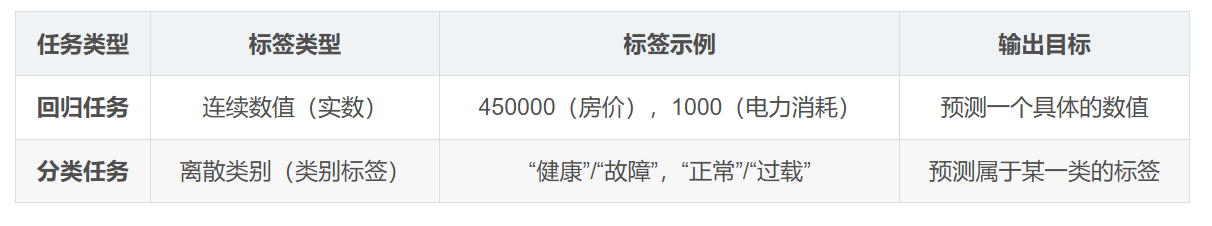 任务类型 标签类型 标签示例 输出目标
回归任务 连续数值（实数） 450000（房价），1000（电力消耗） 预测一个具体的数值
分类任务 离散类别（类别标签） “健康”/“故障”，“正常”/“过载” 预测属于某一类的标签